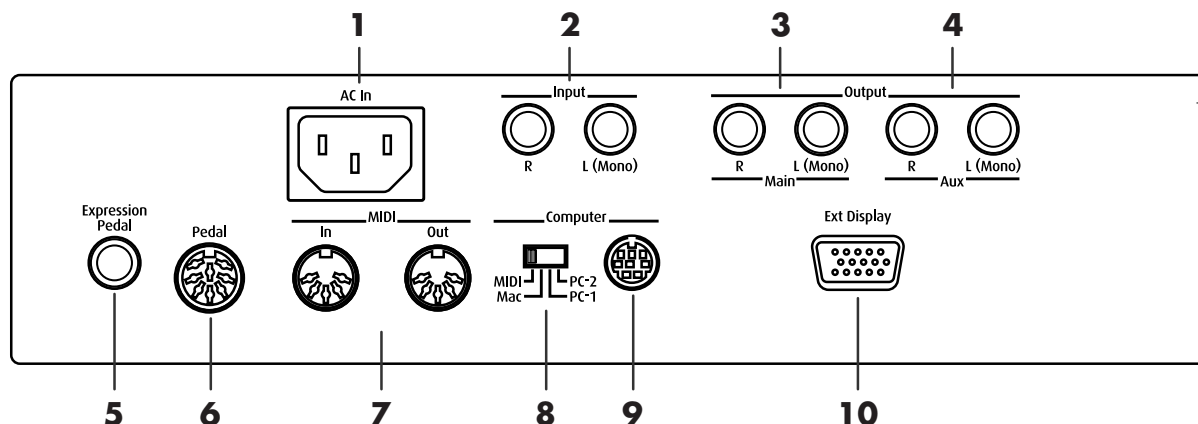 1 2 3 4
AC In
Input
Output
R L (Mono)
R L (Mono) R L (Mono)
Main Aux
Expression
Pedal
Pedal
MIDI
In Out
Computer
MIDI PC-2
Mac PC-1
Ext Display
5 6 7 8 9 10